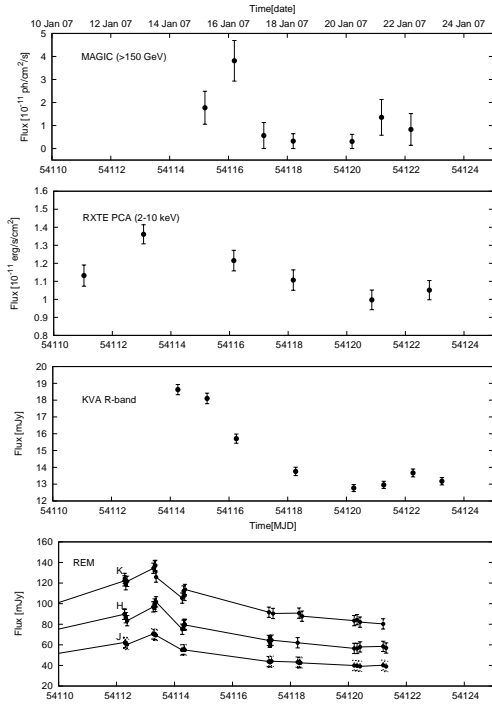 Time[date]
10 Jan 07 12 Jan 07 14 Jan 07 16 Jan 07 18 Jan 07 20 Jan 07 22 Jan 07 24 Jan 07
MAGIC (>150 GeV)
Flux [10⁻¹¹ ph/cm²/s]
5
4
3
2
1
0
54110 54112 54114 54116 54118 54120 54122 54124
RXTE PCA (2-10 keV)
Flux [10⁻¹¹ erg/s/cm²]
1.6
1.5
1.4
1.3
1.2
1.1
1
0.9
0.8
54110 54112 54114 54116 54118 54120 54122 54124
KVA R-band
Flux [mJy]
20
19
18
17
16
15
14
13
12
54110 54112 54114 54116 54118 54120 54122 54124
Time[MJD]
REM
Flux [mJy]
160
140
120
100
80
60
40
20
K
H
J
54110 54112 54114 54116 54118 54120 54122 54124